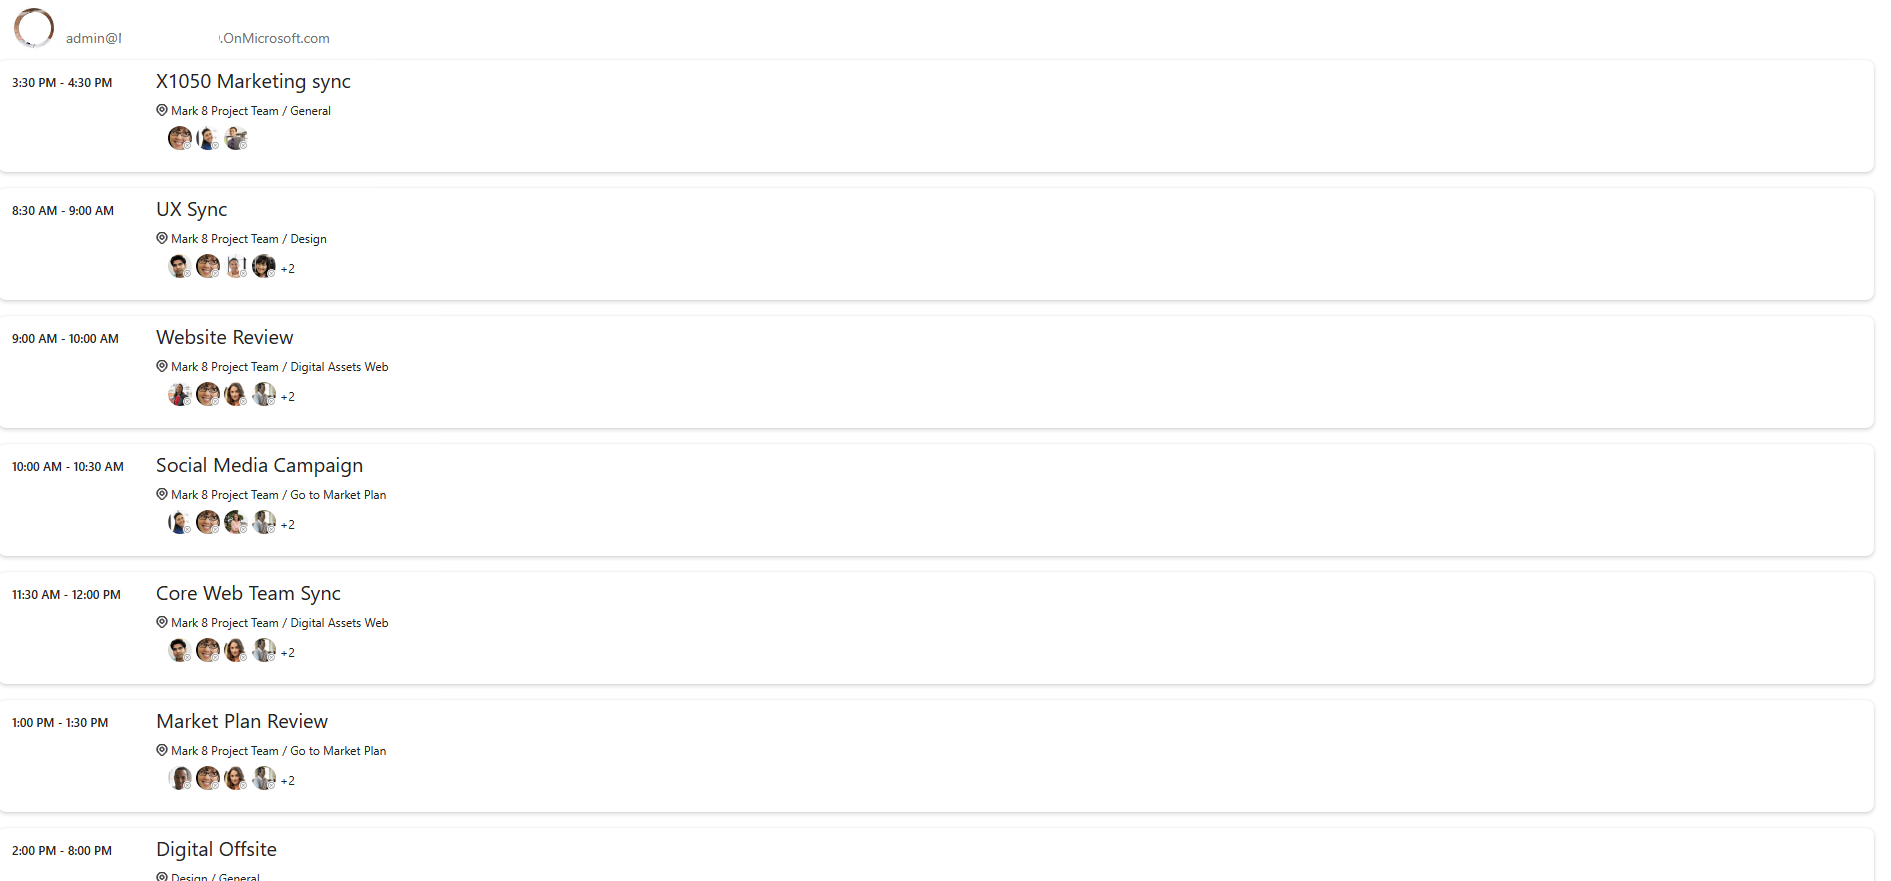 admin@ .OnMicrosoft.com
3:30 PM - 4:30 PM X1050 Marketing sync
Mark 8 Project Team / General
8:30 AM - 9:00 AM UX Sync
Mark 8 Project Team / Design
+2
9:00 AM - 10:00 AM Website Review
Mark 8 Project Team / Digital Assets Web
+2
10:00 AM - 10:30 AM Social Media Campaign
Mark 8 Project Team / Go to Market Plan
+2
11:30 AM - 12:00 PM Core Web Team Sync
Mark 8 Project Team / Digital Assets Web
+2
1:00 PM - 1:30 PM Market Plan Review
Mark 8 Project Team / Go to Market Plan
+2
2:00 PM - 8:00 PM Digital Offsite
Design / General